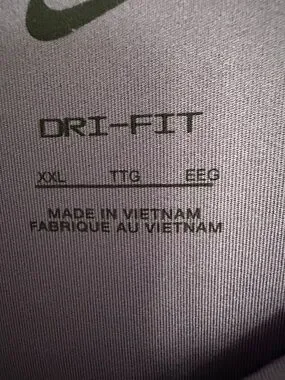 DRI-FIT
XXL TTG EEG
MADE IN VIETNAM
FABRIQUE AU VIETNAM